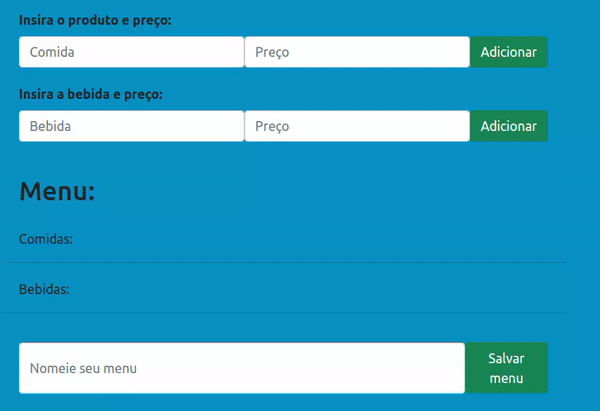 Insira o produto e preço:
Comida Preço Adicionar
Insira a bebida e preço:
Bebida Preço Adicionar
Menu:
Comidas:
Bebidas:
Nomeie seu menu
Salvar
menu